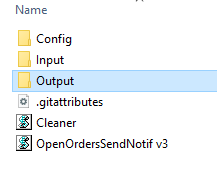 Name
Config
Input
Output
.gitattributes
Cleaner
OpenOrdersSendNotif v3